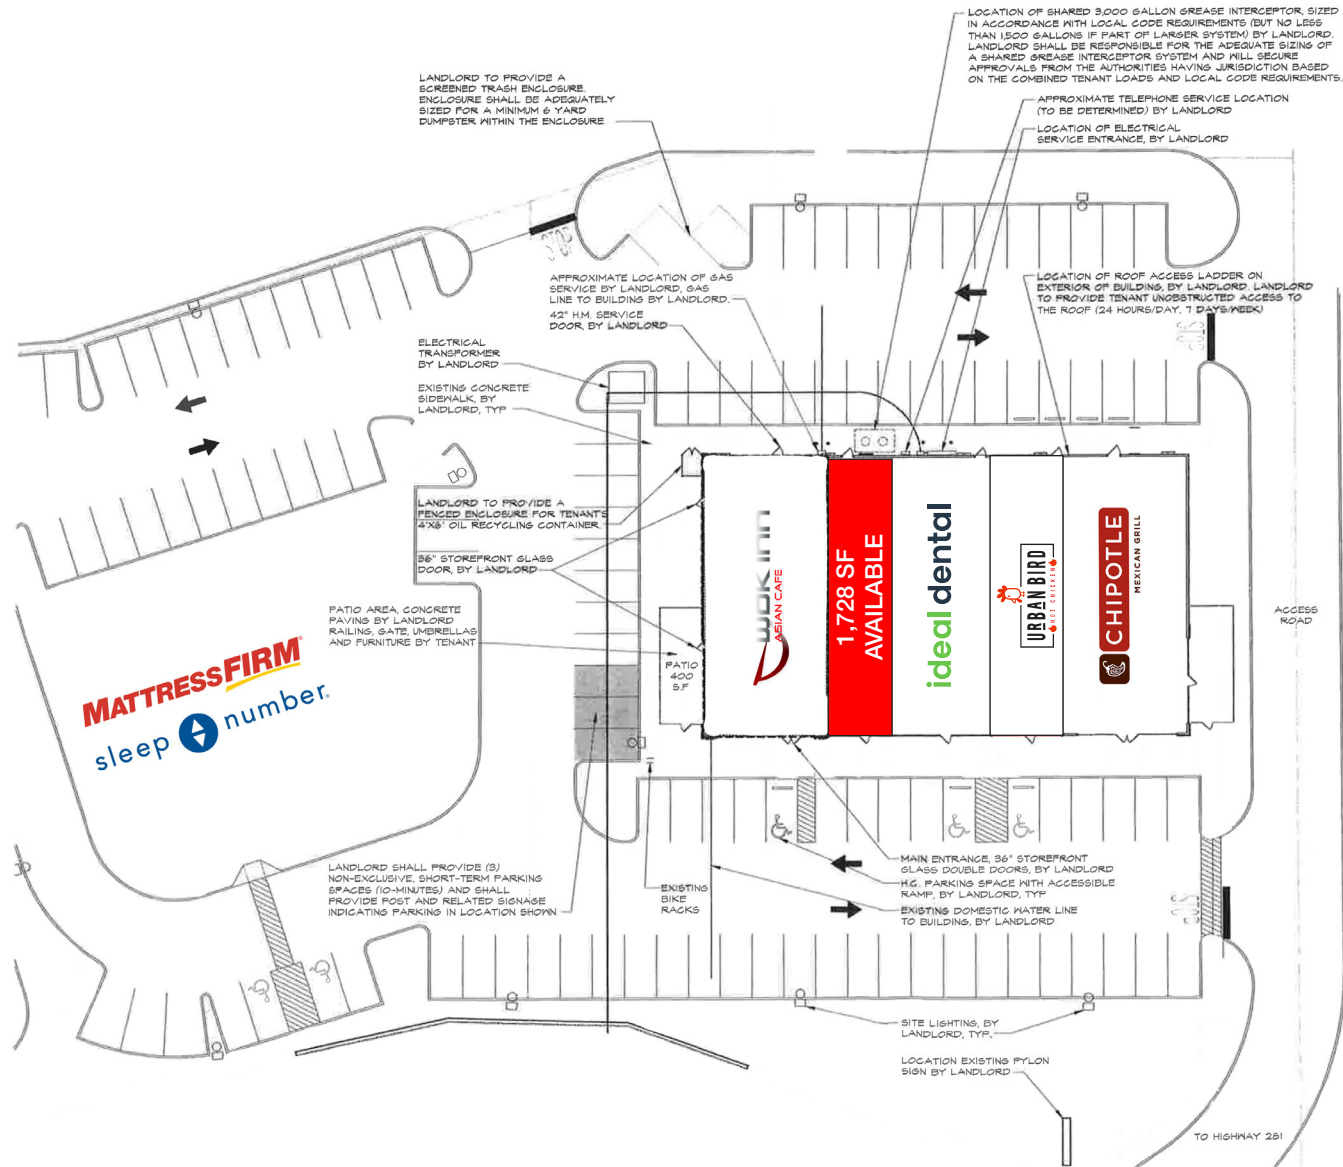 LOCATION OF SHARED 3,000 GALLON GREASE INTERCEPTOR, SIZED
IN ACCORDANCE WITH LOCAL CODE REQUIREMENTS (BUT NO LESS
THAN 1,500 GALLONS IF PART OF LARGER SYSTEM) BY LANDLORD.
LANDLORD SHALL BE RESPONSIBLE FOR THE ADEQUATE SIZING OF
A SHARED GREASE INTERCEPTOR SYSTEM AND WILL SECURE
APPROVALS FROM THE AUTHORITIES HAVING JURISDICTION BASED
ON THE COMBINED TENANT LOADS AND LOCAL CODE REQUIREMENTS.
LANDLORD TO PROVIDE A
SCREENED TRASH ENCLOSURE.
ENCLOSURE SHALL BE ADEQUATELY
SIZED FOR A MINIMUM 6 YARD
DUMPSTER WITHIN THE ENCLOSURE
APPROXIMATE TELEPHONE SERVICE LOCATION
(TO BE DETERMINED) BY LANDLORD
LOCATION OF ELECTRICAL
SERVICE ENTRANCE, BY LANDLORD
STOP
APPROXIMATE LOCATION OF GAS
SERVICE BY LANDLORD, GAS
LINE TO BUILDING BY LANDLORD.
42" H.M. SERVICE
DOOR, BY LANDLORD
LOCATION OF ROOF ACCESS LADDER ON
EXTERIOR OF BUILDING, BY LANDLORD. LANDLORD
TO PROVIDE TENANT UNOBSTRUCTED ACCESS TO
THE ROOF (24 HOURS/DAY, 7 DAYS/WEEK)
STOP
ELECTRICAL
TRANSFORMER
BY LANDLORD
EXISTING CONCRETE
SIDEWALK, BY
LANDLORD, TYP
LANDLORD TO PROVIDE A
FENCED ENCLOSURE FOR TENANT'S
4'X6' OIL RECYCLING CONTAINER.
36" STOREFRONT GLASS
DOOR, BY LANDLORD
PATIO AREA, CONCRETE
PAVING BY LANDLORD
RAILING, GATE, UMBRELLAS
AND FURNITURE BY TENANT
PATIO
400
S.F
WOK INN
ASIAN CAFE
1,728 SF
AVAILABLE
ideal dental
URBAN BIRD
HOT CHICKEN
CHIPOTLE
MEXICAN GRILL
ACCESS
ROAD
MATTRESSFIRM
sleep number.
LANDLORD SHALL PROVIDE (3)
NON-EXCLUSIVE, SHORT-TERM PARKING
SPACES (10-MINUTES) AND SHALL
PROVIDE POST AND RELATED SIGNAGE
INDICATING PARKING IN LOCATION SHOWN
EXISTING
BIKE
RACKS
MAIN ENTRANCE, 36" STOREFRONT
GLASS DOUBLE DOORS, BY LANDLORD
H.C. PARKING SPACE WITH ACCESSIBLE
RAMP, BY LANDLORD, TYP
EXISTING DOMESTIC WATER LINE
TO BUILDING, BY LANDLORD
STOP
SITE LIGHTING, BY
LANDLORD, TYP.
LOCATION EXISTING PYLON
SIGN BY LANDLORD
TO HIGHWAY 281